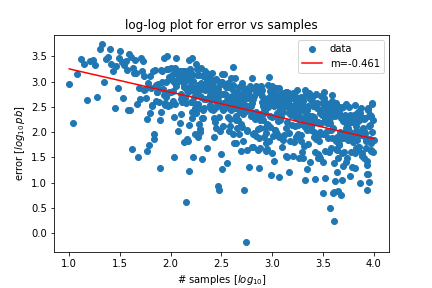 log-log plot for error vs samples
data
m=-0.461
error [log₁₀pb]
3.5
3.0
2.5
2.0
1.5
1.0
0.5
0.0
1.0 1.5 2.0 2.5 3.0 3.5 4.0
# samples [log₁₀]